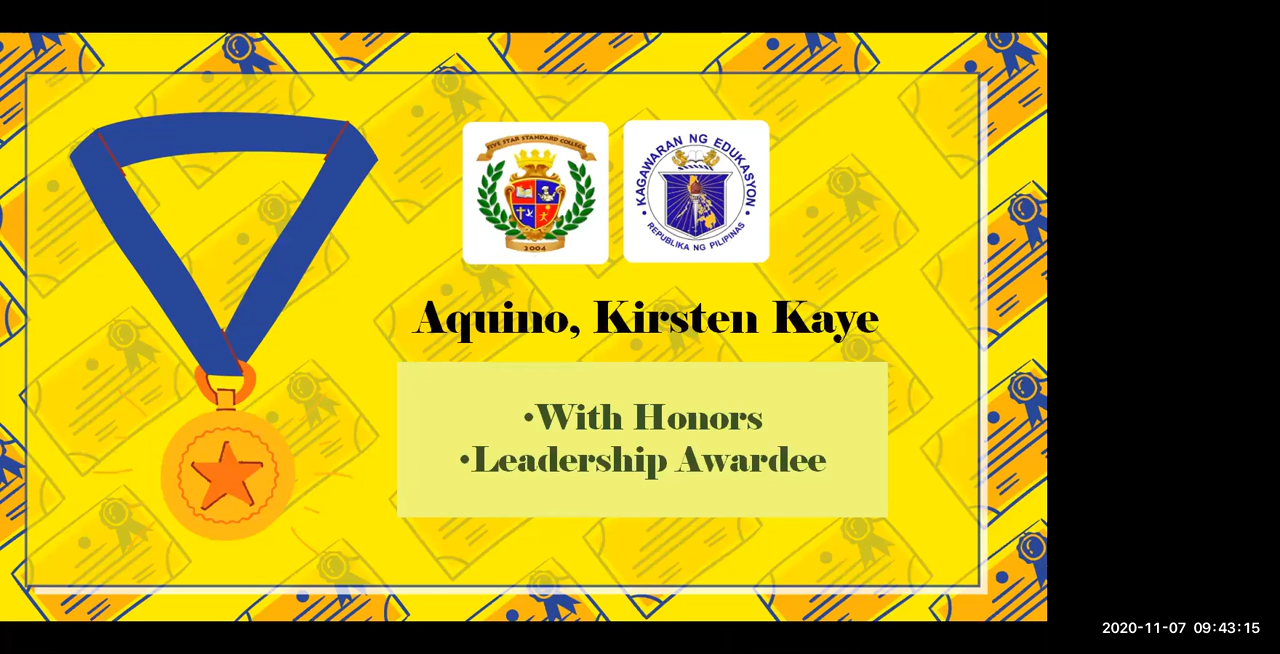 FIVE STAR STANDARD COLLEGE
2004
KAGAWARAN NG EDUKASYON
REPUBLIKA NG PILIPINAS
Aquino, Kirsten Kaye
•With Honors
•Leadership Awardee
2020-11-07 09:43:15